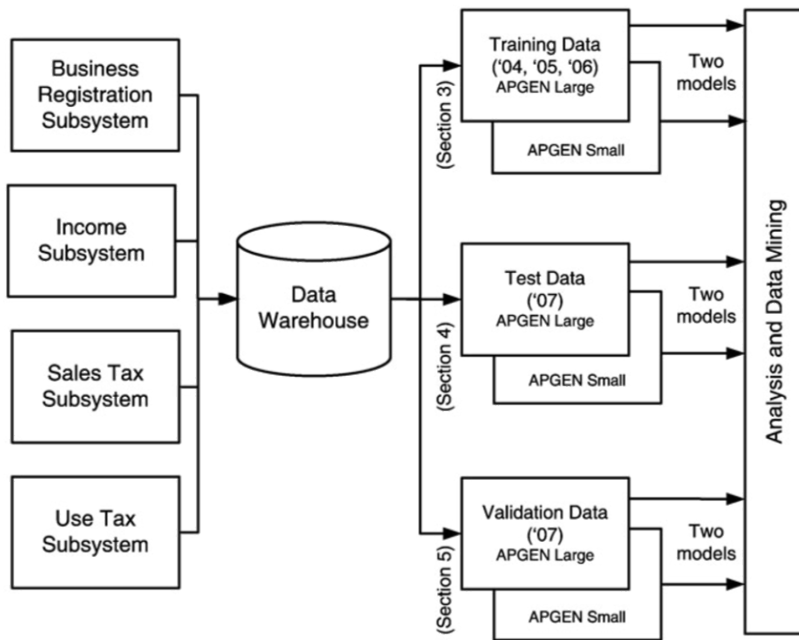 Business
Registration
Subsystem
Income
Subsystem
Sales Tax
Subsystem
Use Tax
Subsystem
Data
Warehouse
(Section 3)
Training Data
(‘04, ‘05, ‘06)
APGEN Large
APGEN Small
Two
models
(Section 4)
Test Data
(‘07)
APGEN Large
APGEN Small
Two
models
(Section 5)
Validation Data
(‘07)
APGEN Large
APGEN Small
Two
models
Analysis and Data Mining